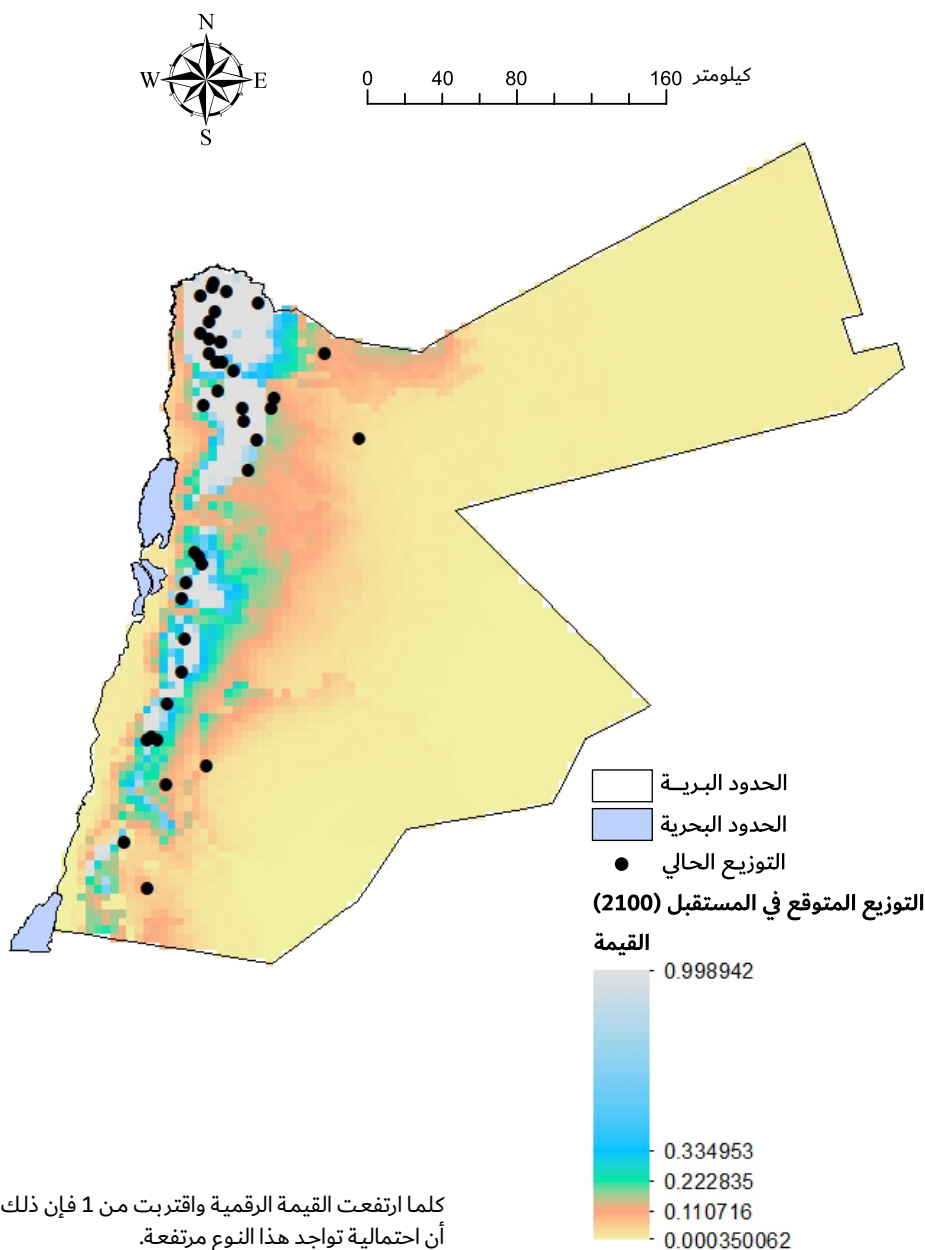 N
W E
S
0 40 80 160 كيلومتر
الحدود البريــة
الحدود البحرية
التوزيع الحالي
التوزيع المتوقع في المستقبل (2100)
القيمة
0.998942
0.334953
0.222835
0.110716
0.000350062
كلما ارتفعت القيمة الرقمية واقتربت من 1 فإن ذلك
أن احتمالية تواجد هذا النوع مرتفعة.